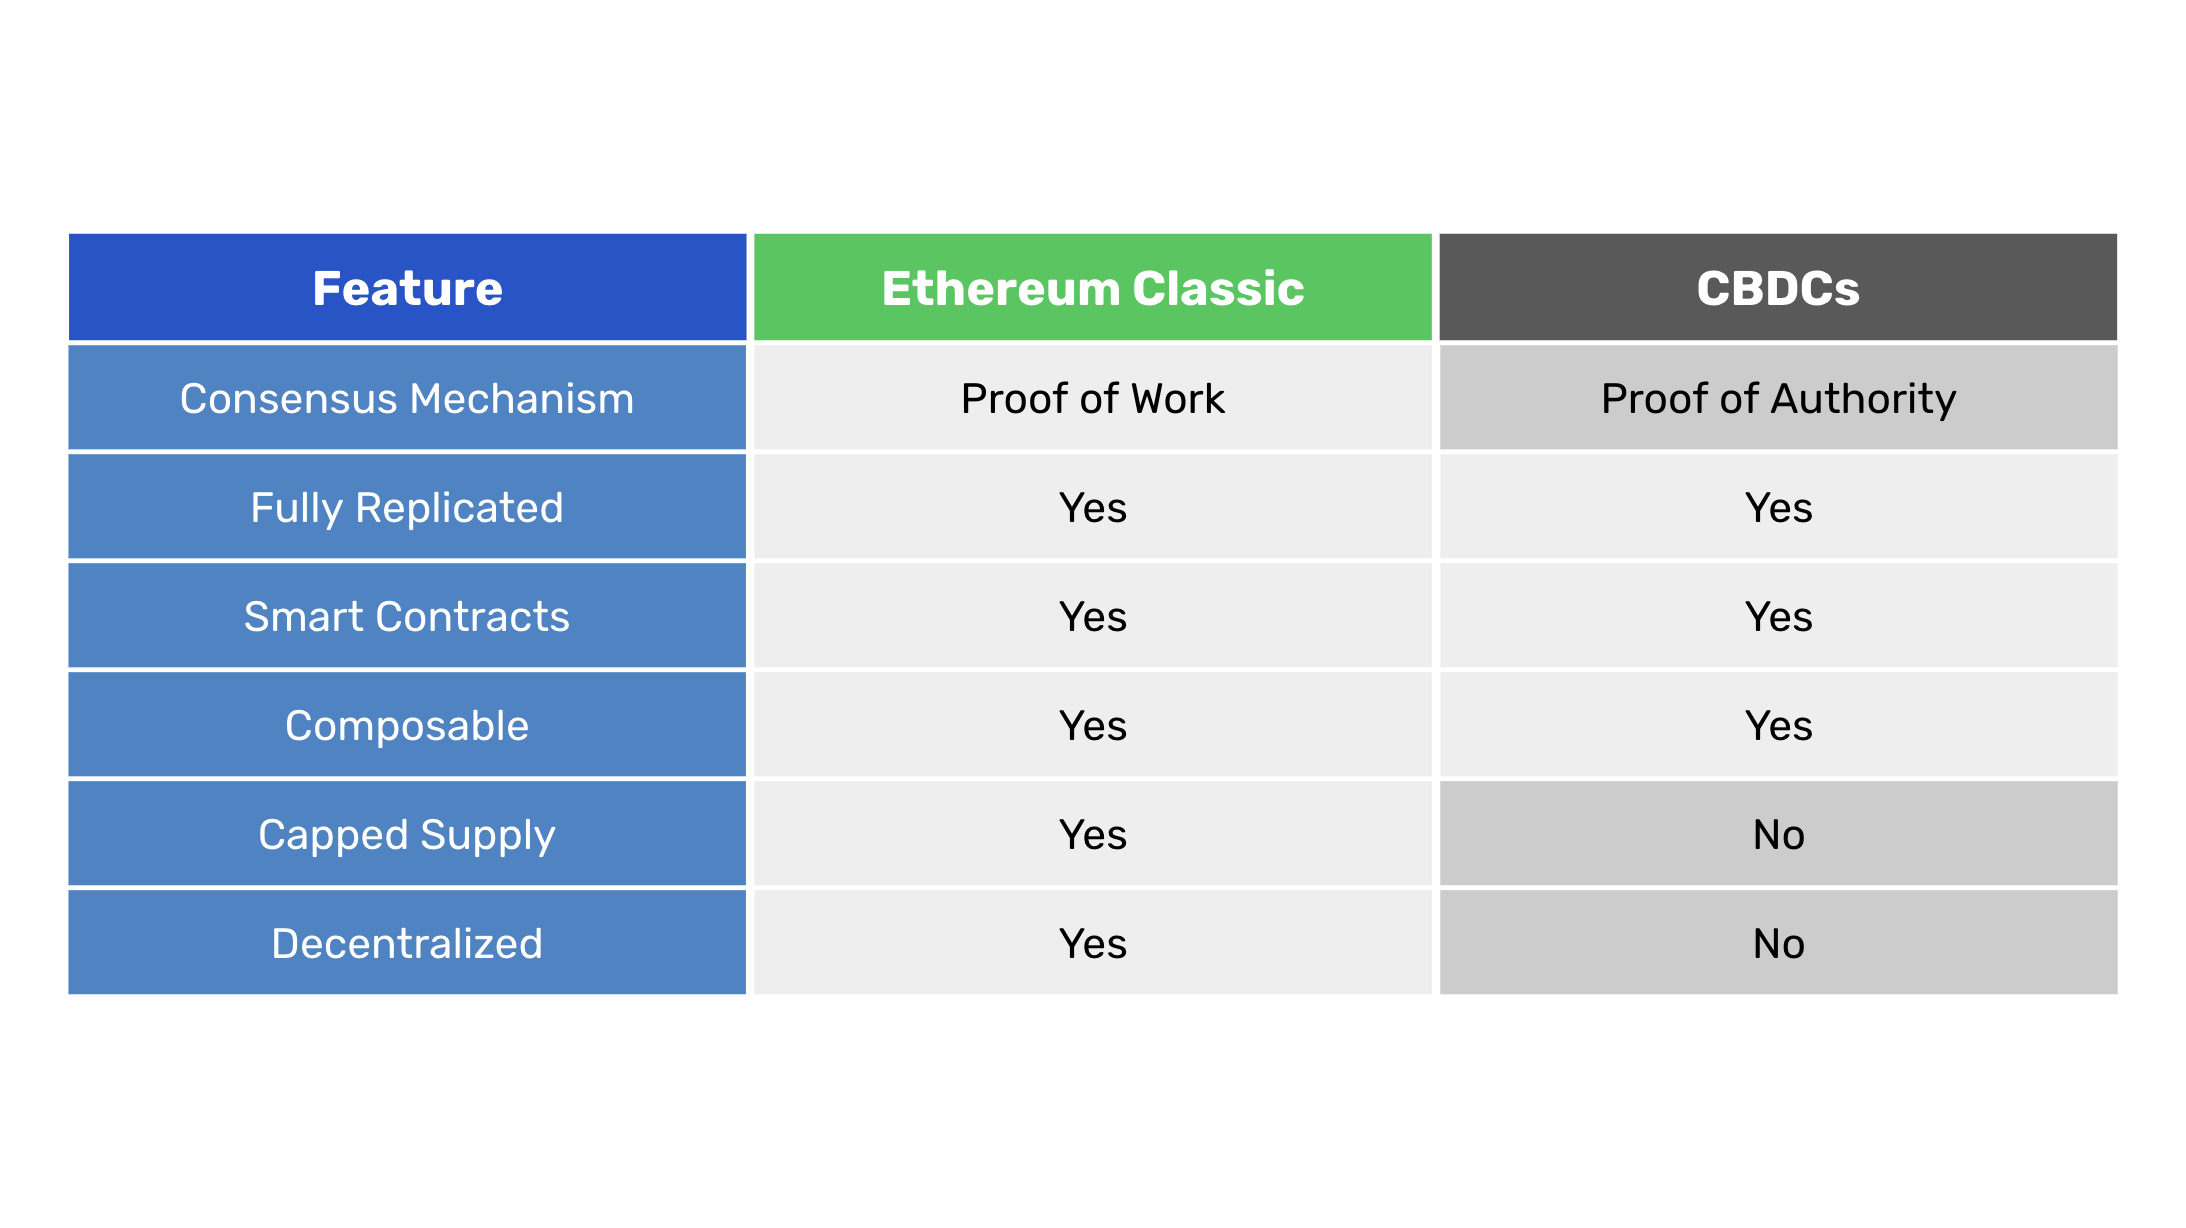 Feature Ethereum Classic CBDCs
Consensus Mechanism Proof of Work Proof of Authority
Fully Replicated Yes Yes
Smart Contracts Yes Yes
Composable Yes Yes
Capped Supply Yes No
Decentralized Yes No